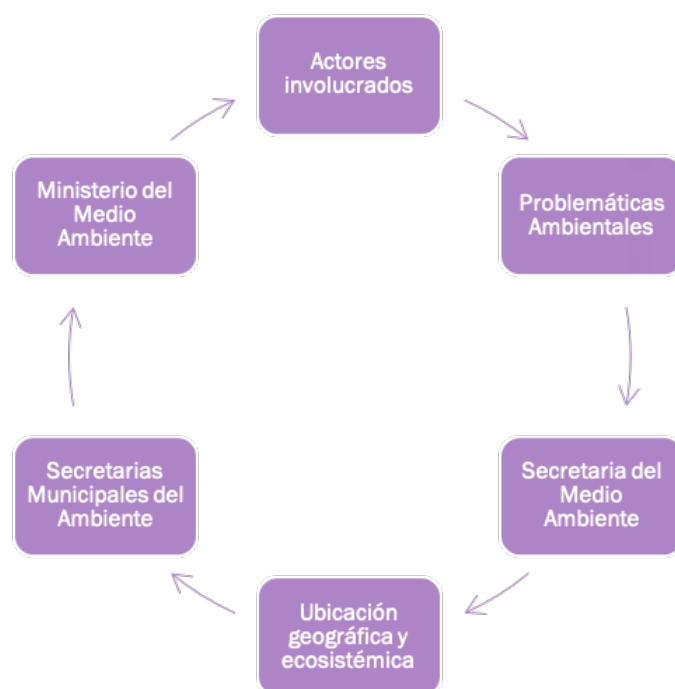 Actores
involucrados
Problemáticas
Ambientales
Secretaria del
Medio
Ambiente
Ubicación
geográfica y
ecosistémica
Secretarias
Municipales del
Ambiente
Ministerio del
Medio
Ambiente